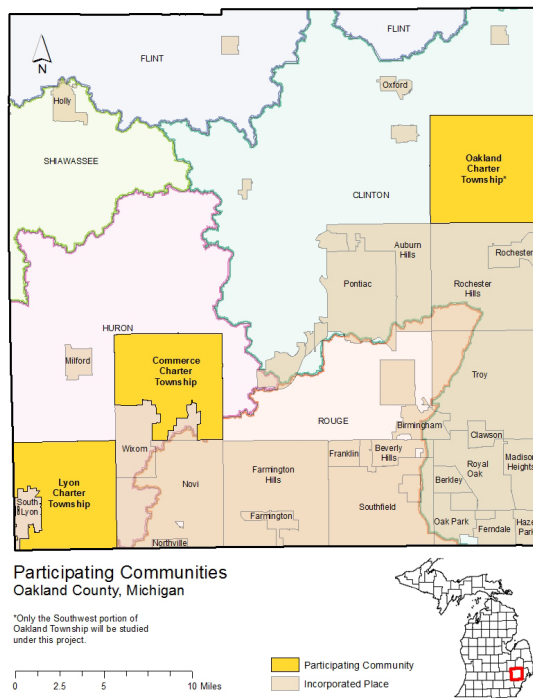 FLINT
FLINT
N
Oxford
Holly
SHIAWASSEE
Oakland
Charter
Township*
CLINTON
Auburn
Hills
Rochester
Pontiac
Rochester
Hills
HURON
Milford
Commerce
Charter
Township
Troy
ROUGE
Birmingham
Clawson
Wixom
Franklin
Beverly
Hills
Royal
Oak
Madison
Heights
Lyon
Charter
Township
Novi
Farmington
Hills
Berkley
South
Lyon
Southfield
Farmington
Oak Park
Ferndale
Haze
Park
Northville
Participating Communities
Oakland County, Michigan
*Only the Southwest portion of
Oakland Township will be studied
under this project.
0 2.5 5 10 Miles
Participating Community
Incorporated Place